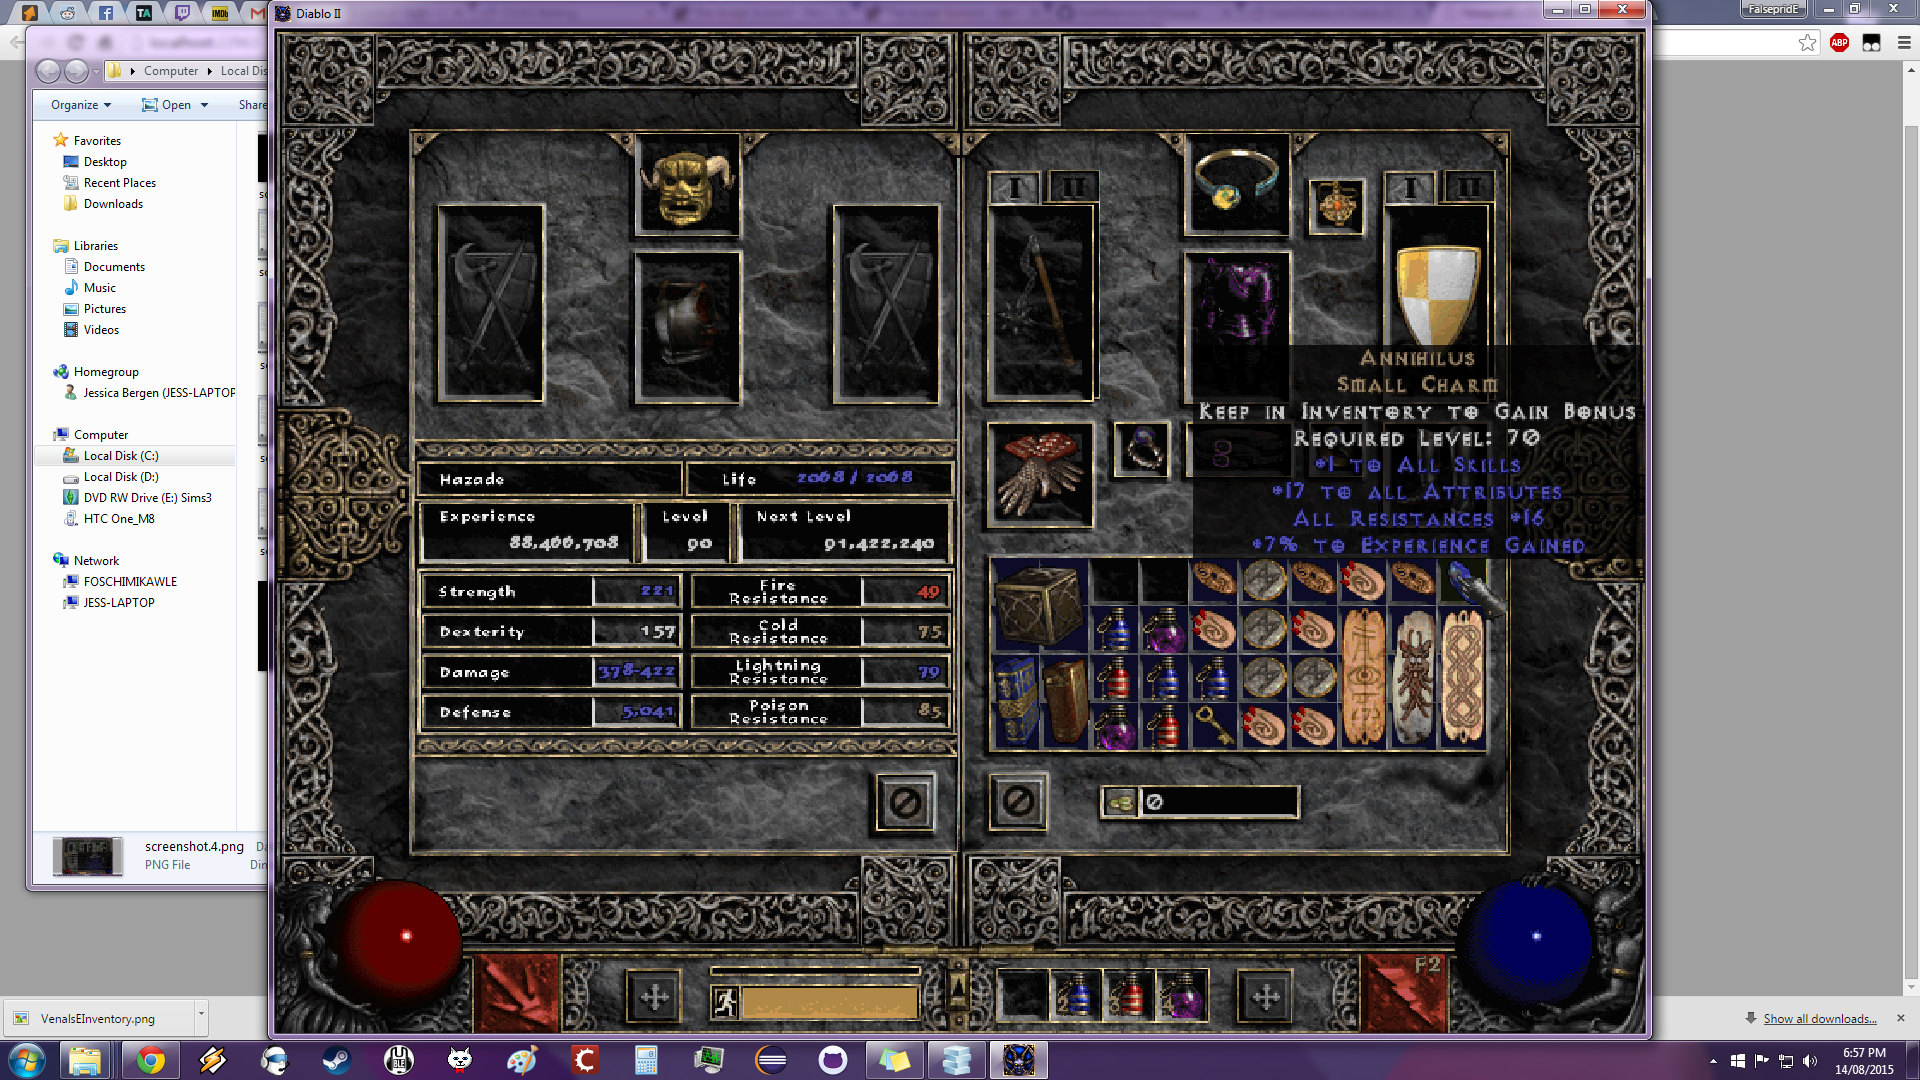 Diablo II
FalsepridE
ABP
Computer
Local Dis
Organize
Open
Share
Favorites
Desktop
Recent Places
Downloads
Libraries
Documents
Music
Pictures
Videos
Homegroup
Jessica Bergen (JESS-LAPTOP
Computer
Local Disk (C:)
Local Disk (D:)
DVD RW Drive (E:) Sims3
HTC One_M8
Network
FOSCHIMIKAWLE
JESS-LAPTOP
screenshot.4.png
PNG File
I
II
I
II
Annihilus
Small Charm
Keep in Inventory to Gain Bonus
Required Level: 70
+1 to All Skills
+17 to all Attributes
All Resistances +16
+7% to Experience Gained
Hazade
Life 2068 / 2068
Experience
88,466,708
Level
90
Next Level
91,422,240
Strength 221
Fire Resistance 49
Dexterity 157
Cold Resistance 75
Damage 378-422
Lightning Resistance 79
Defense 5,041
Poison Resistance 85
0
F2
VenalsEInventory.png
Show all downloads...
6:57 PM
14/08/2015